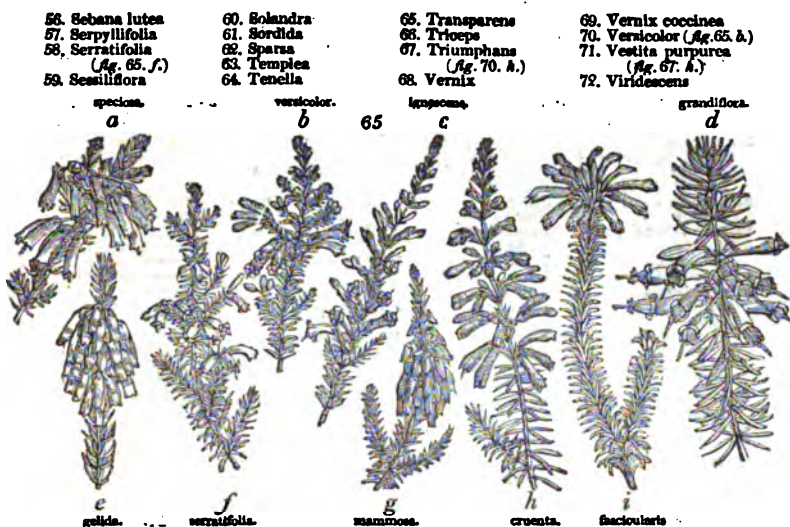 56. Sebana lutea
57. Serpyllifolia
58. Serratifolia
(fig. 65. f.)
59. Sessiliflora
60. Solandra
61. Sordida
62. Sparsa
63. Templea
64. Tenella
65. Transparens
66. Triceps
67. Triumphans
(fig. 70. h.)
68. Vernix
69. Vernix coccinea
70. Versicolor (fig. 65. b.)
71. Vestita purpurea
(fig. 67. h.)
72. Viridescens
speciosa. versicolor. ignescens. grandiflora.
a b 65 c d
e f g h i
gelida. serratifolia. mammosa. cruenta. fascicularis